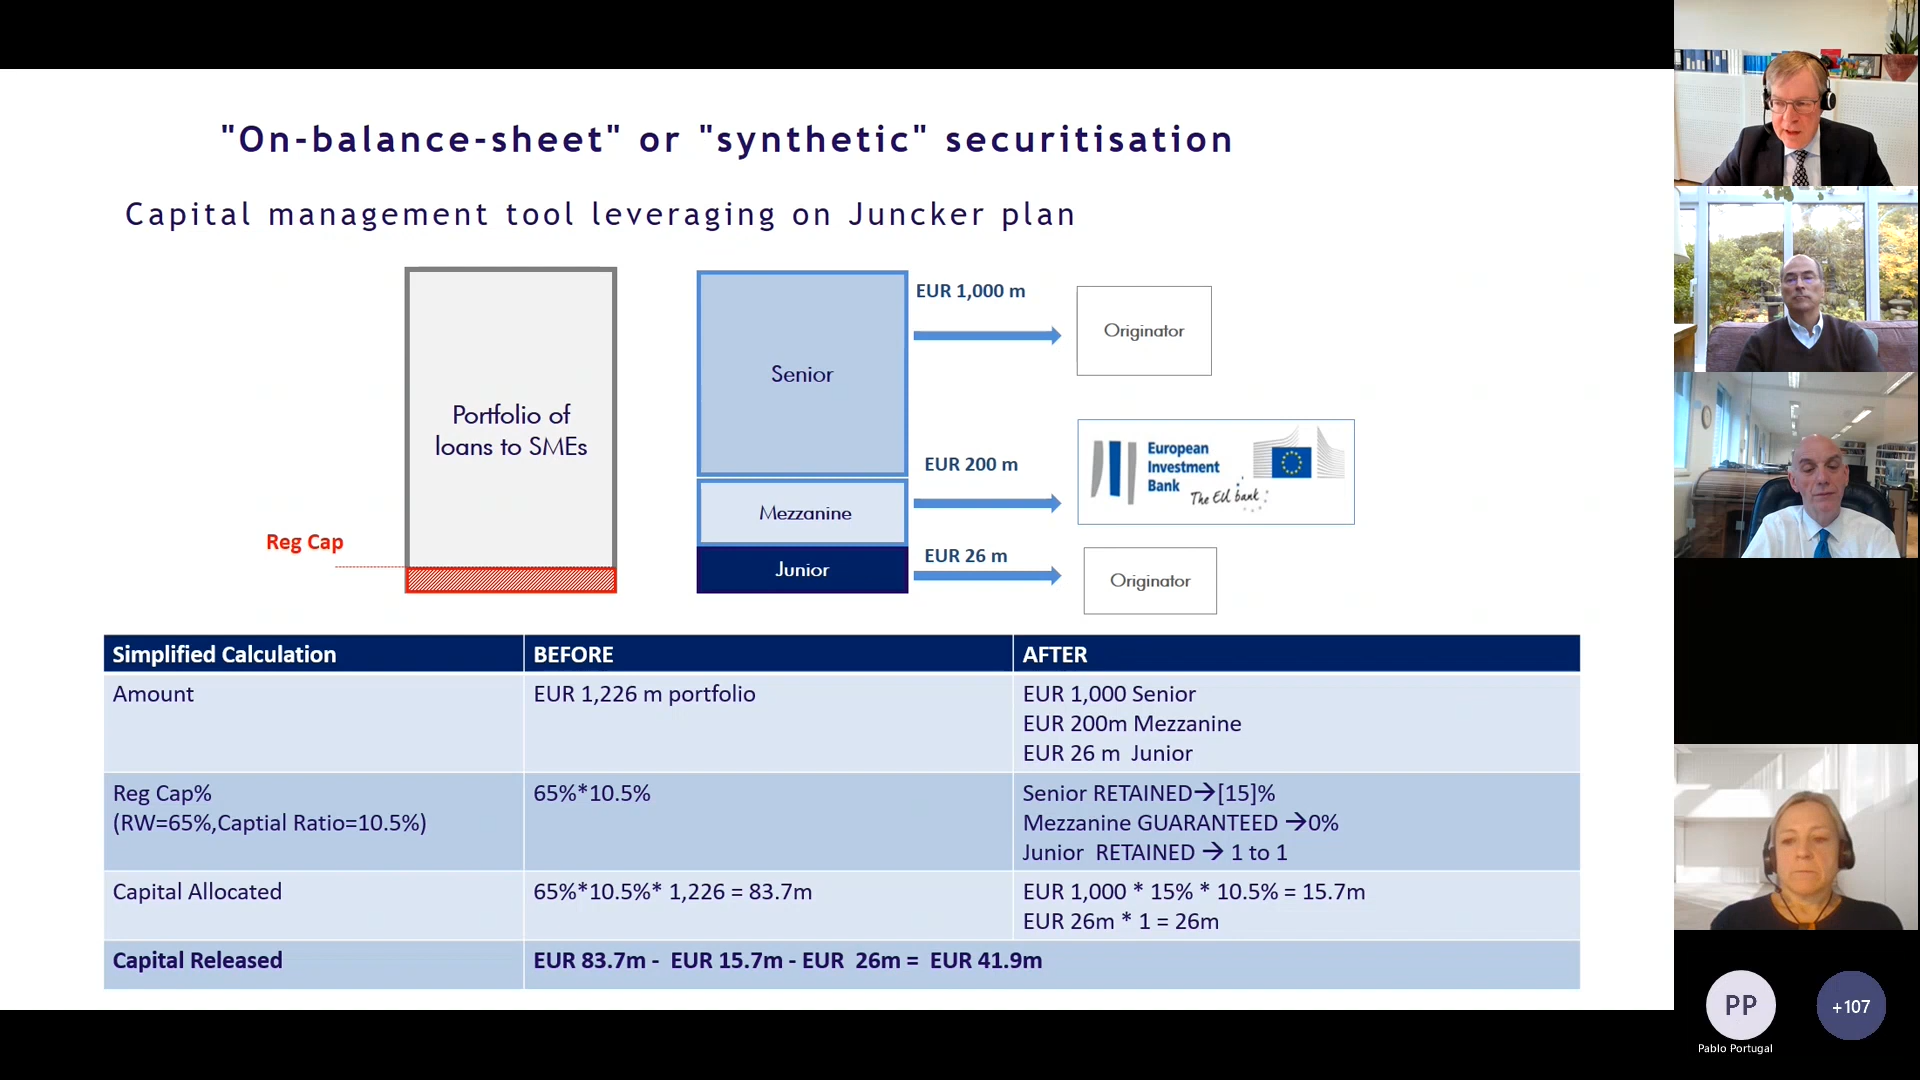 "On-balance-sheet" or "synthetic" securitisation
Capital management tool leveraging on Juncker plan
Portfolio of
loans to SMEs
Reg Cap
Senior
Mezzanine
Junior
EUR 1,000 m
Originator
EUR 200 m
European
Investment
Bank
The EU bank
EUR 26 m
Originator
Simplified Calculation
BEFORE
AFTER
Amount
EUR 1,226 m portfolio
EUR 1,000 Senior
EUR 200m Mezzanine
EUR 26 m Junior
Reg Cap%
(RW=65%,Captial Ratio=10.5%)
65%*10.5%
Senior RETAINED→[15]%
Mezzanine GUARANTEED →0%
Junior RETAINED → 1 to 1
Capital Allocated
65%*10.5%* 1,226 = 83.7m
EUR 1,000 * 15% * 10.5% = 15.7m
EUR 26m * 1 = 26m
Capital Released
EUR 83.7m - EUR 15.7m - EUR 26m = EUR 41.9m
PP
+107
Pablo Portugal